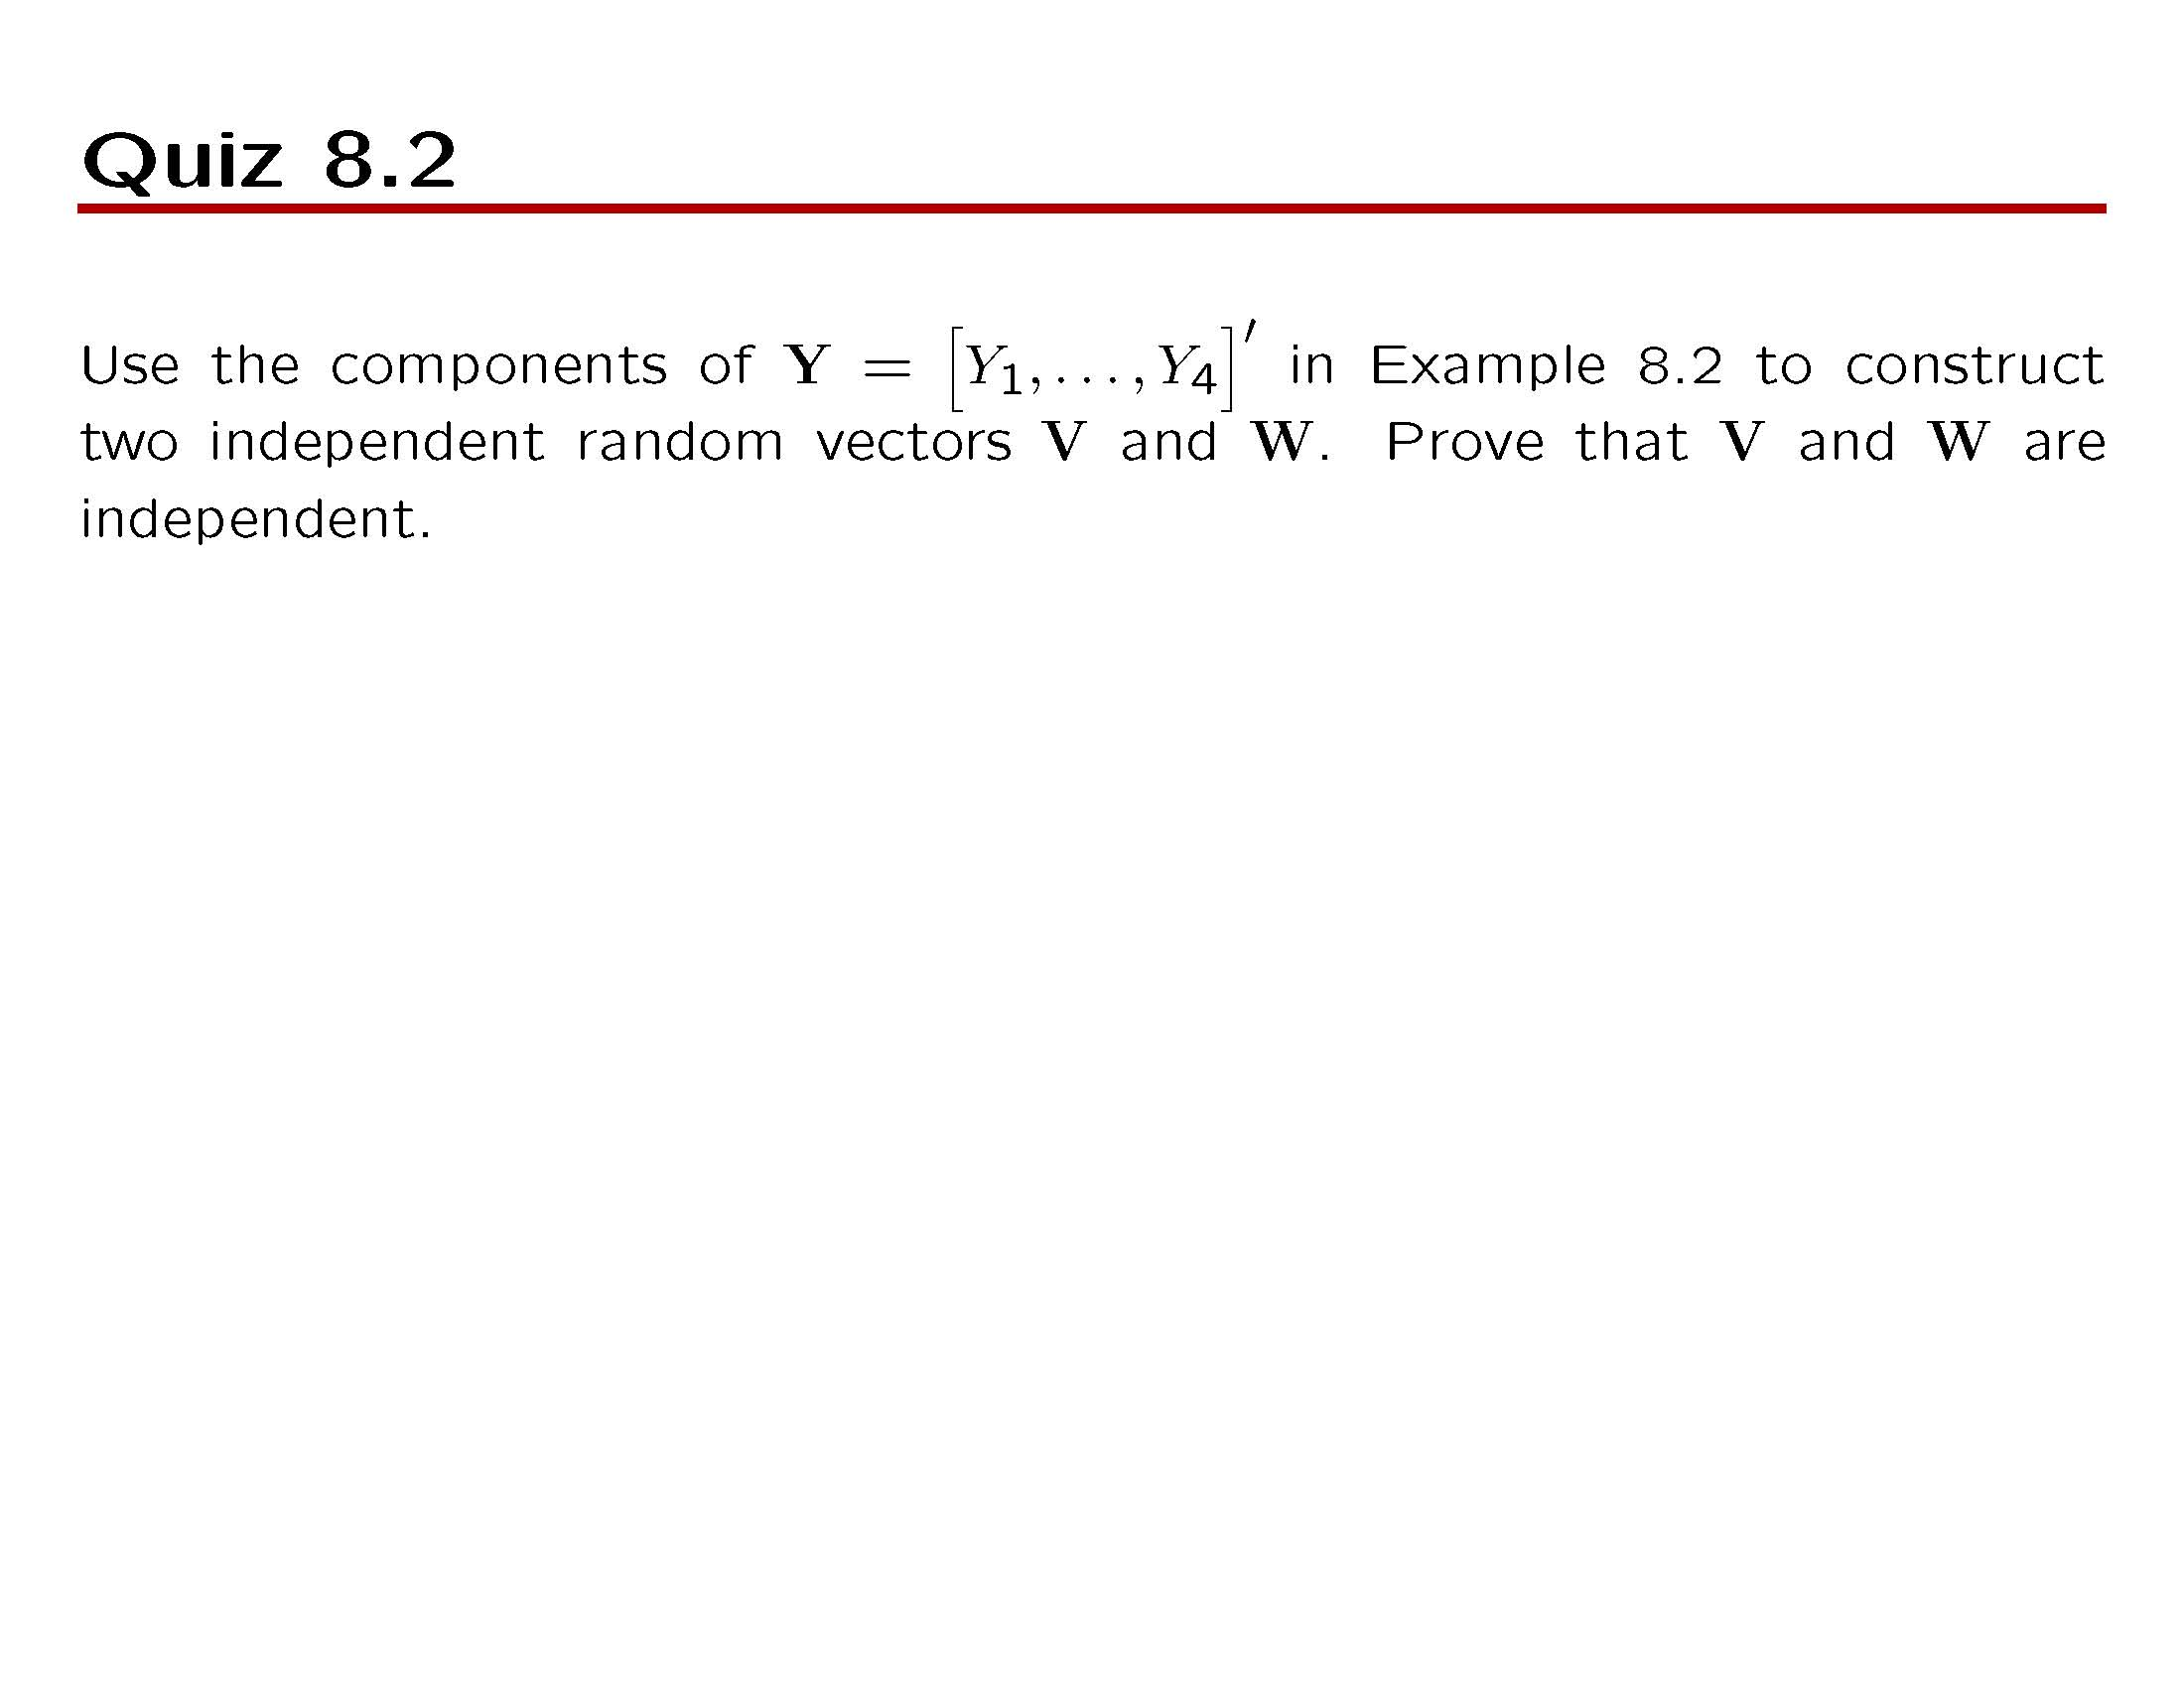 Quiz 8.2
Use the components of Y = [Y₁, . . . , Y₄]′ in Example 8.2 to construct
two independent random vectors V and W. Prove that V and W are
independent.